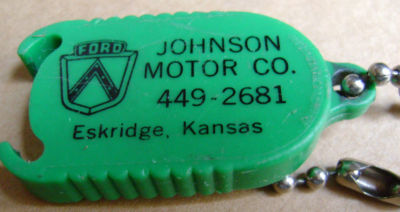 FORD
JOHNSON
MOTOR CO.
449-2681
Eskridge, Kansas